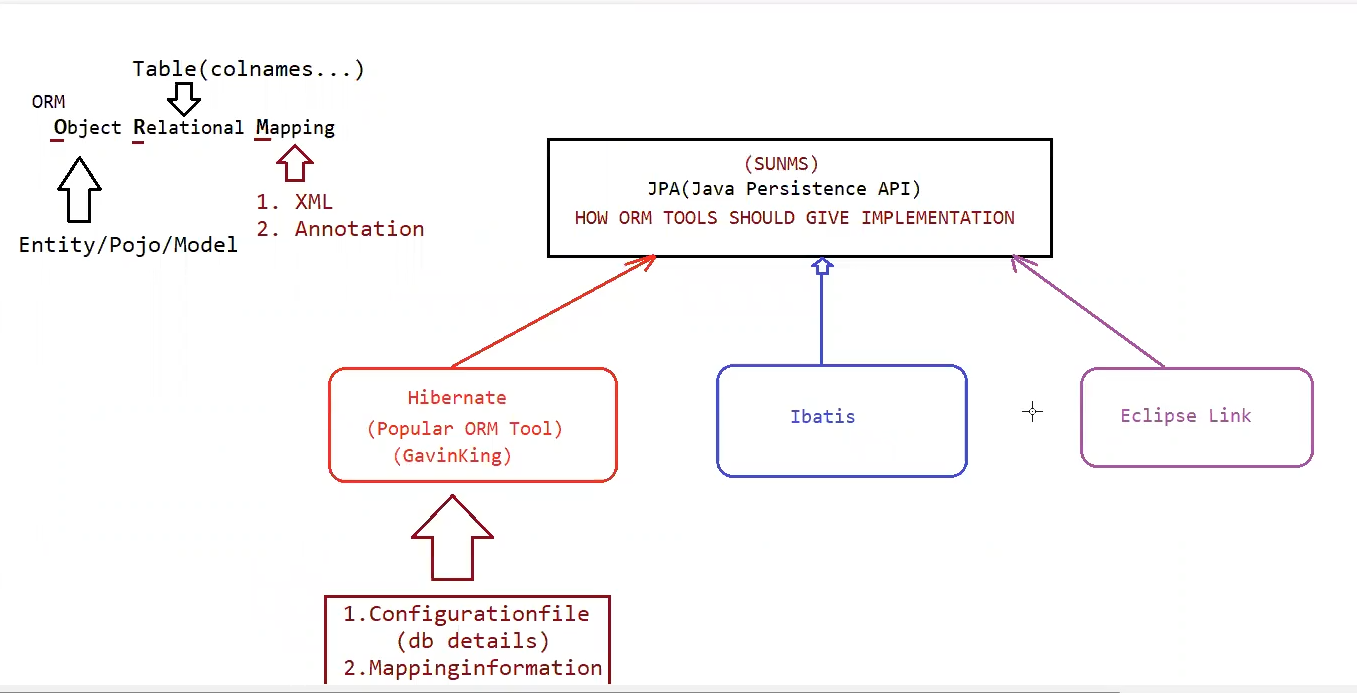 Table(colnames...)
ORM
Object Relational Mapping
1. XML
2. Annotation
Entity/Pojo/Model
(SUNMS)
JPA(Java Persistence API)
HOW ORM TOOLS SHOULD GIVE IMPLEMENTATION
Hibernate
(Popular ORM Tool)
(GavinKing)
Ibatis
Eclipse Link
1.Configurationfile
(db details)
2.Mappinginformation